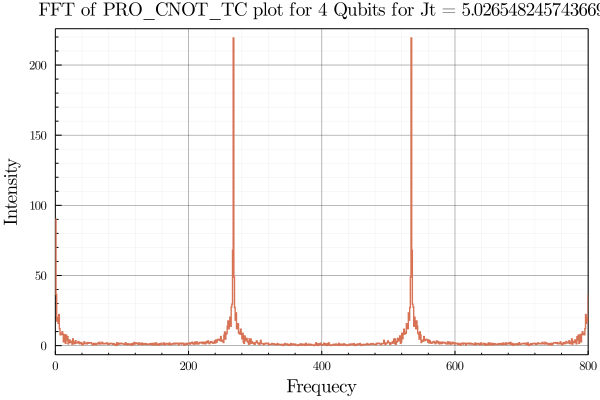 FFT of PRO_CNOT_TC plot for 4 Qubits for Jt = 5.026548245743669
200
150
100
50
0
Intensity
0 200 400 600 800
Frequecy